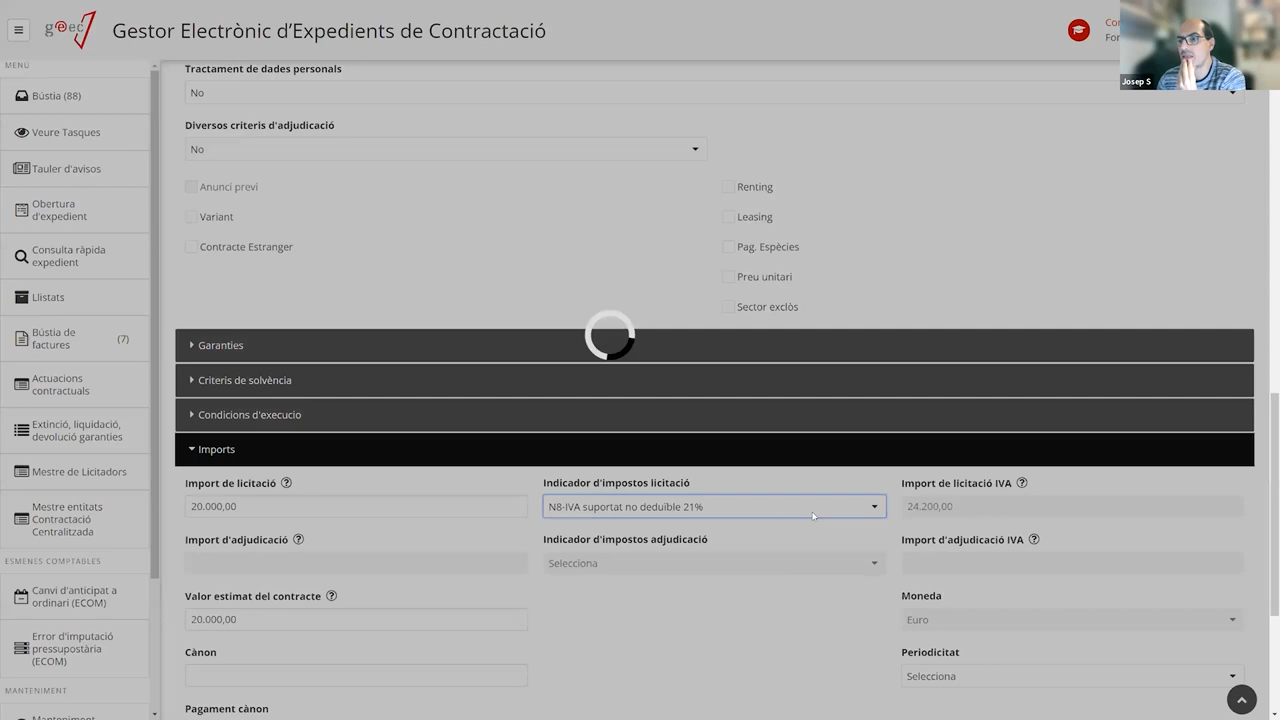 geec
Gestor Electrònic d'Expedients de Contractació
Con
For
Josep S
MENÚ
Bústia (88)
Veure Tasques
Tauler d'avisos
Obertura
d'expedient
Consulta ràpida
expedient
Llistats
Bústia de
factures
(7)
Actuacions
contractuals
Extinció, liquidació,
devolució garanties
Mestre de Licitadors
Mestre entitats
Contractació
Centralitzada
ESMENES COMPTABLES
Canvi d'anticipat a
ordinari (ECOM)
Error d'imputació
pressupostària
(ECOM)
MANTENIMENT
Manteniment
Tractament de dades personals
No
Diversos criteris d'adjudicació
No
Anunci previ
Renting
Variant
Leasing
Contracte Estranger
Pag. Espècies
Preu unitari
Sector exclòs
Garanties
Criteris de solvència
Condicions d'execucio
Imports
Import de licitació ?
Indicador d'impostos licitació
Import de licitació IVA ?
20.000,00
N8-IVA suportat no deduïble 21%
24.200,00
Import d'adjudicació ?
Indicador d'impostos adjudicació
Import d'adjudicació IVA ?
Selecciona
Valor estimat del contracte ?
Moneda
20.000,00
Euro
Cànon
Periodicitat
Selecciona
Pagament cànon